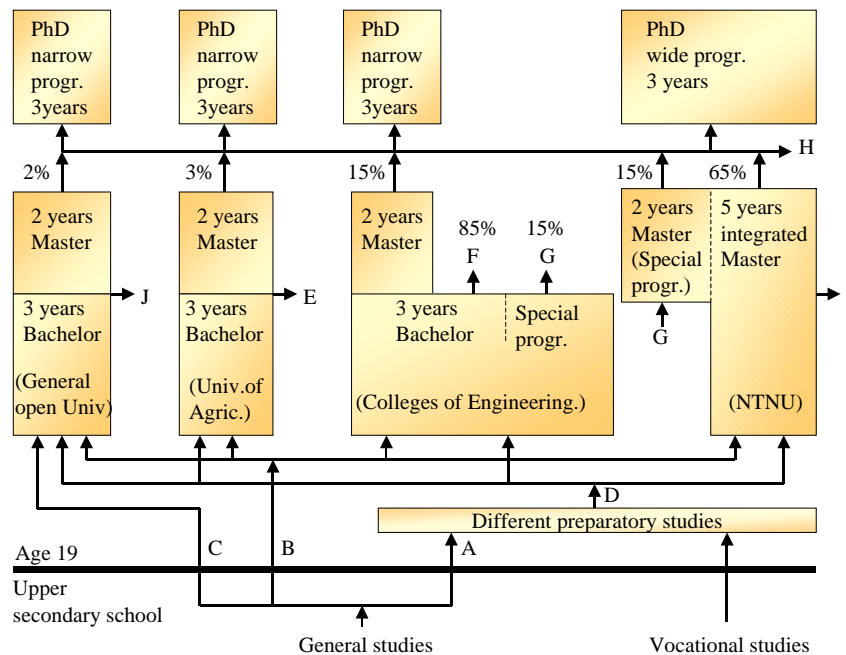 PhD
narrow
progr.
3years
PhD
narrow
progr.
3years
PhD
narrow
progr.
3years
PhD
wide progr.
3 years
H
2%
3%
15%
15%
65%
2 years
Master
2 years
Master
2 years
Master
85%
F
15%
G
2 years
Master
(Special
progr.)
5 years
integrated
Master
J
E
3 years
Bachelor
(General
open Univ)
3 years
Bachelor
(Univ.of
Agric.)
3 years
Bachelor
Special
progr.
(Colleges of Engineering.)
G
(NTNU)
D
Different preparatory studies
Age 19
C
B
A
Upper
secondary school
General studies
Vocational studies